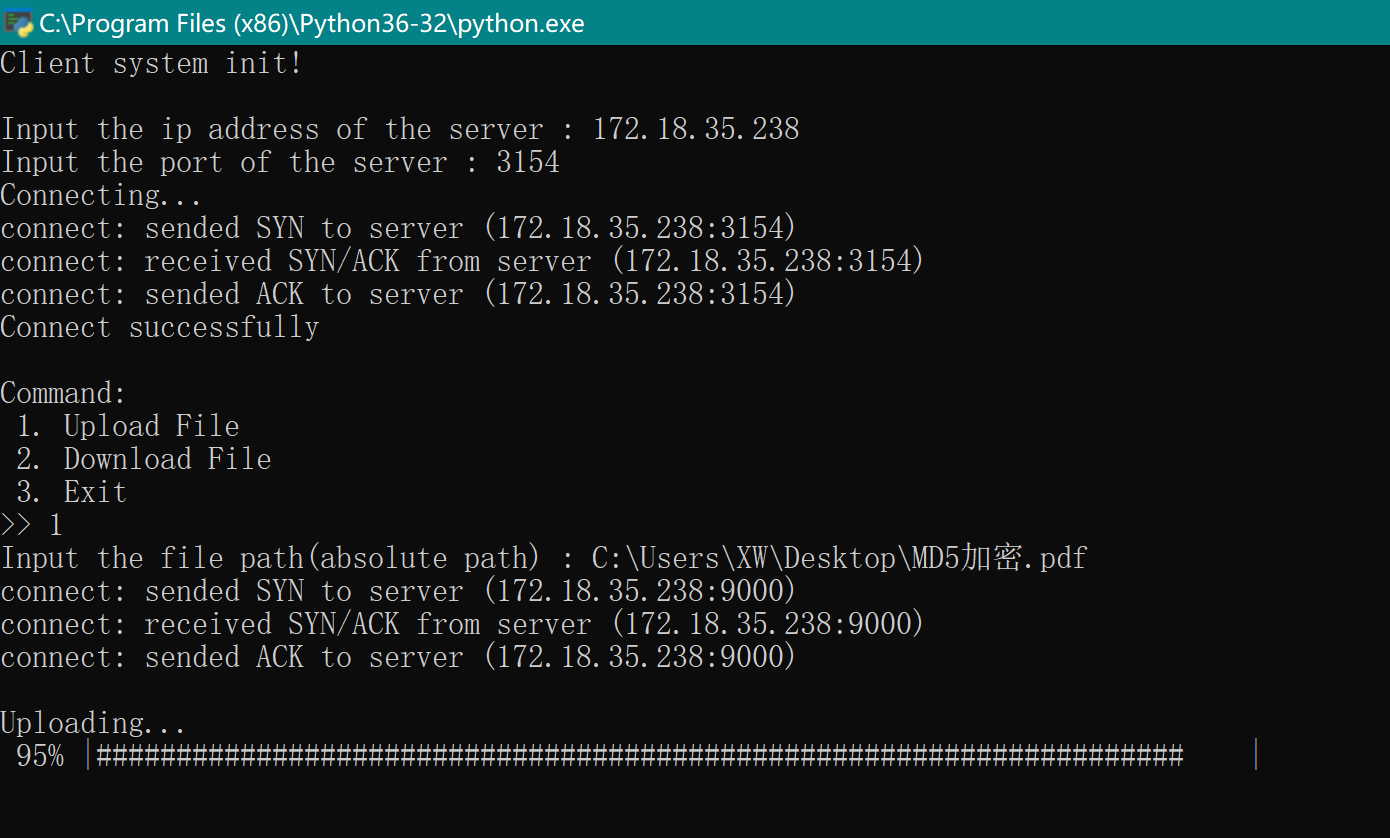 C:\Program Files (x86)\Python36-32\python.exe
Client system init!
Input the ip address of the server : 172.18.35.238
Input the port of the server : 3154
Connecting...
connect: sended SYN to server (172.18.35.238:3154)
connect: received SYN/ACK from server (172.18.35.238:3154)
connect: sended ACK to server (172.18.35.238:3154)
Connect successfully
Command:
1. Upload File
2. Download File
3. Exit
>> 1
Input the file path(absolute path) : C:\Users\XW\Desktop\MD5加密.pdf
connect: sended SYN to server (172.18.35.238:9000)
connect: received SYN/ACK from server (172.18.35.238:9000)
connect: sended ACK to server (172.18.35.238:9000)
Uploading...
95% |####################################################################    |